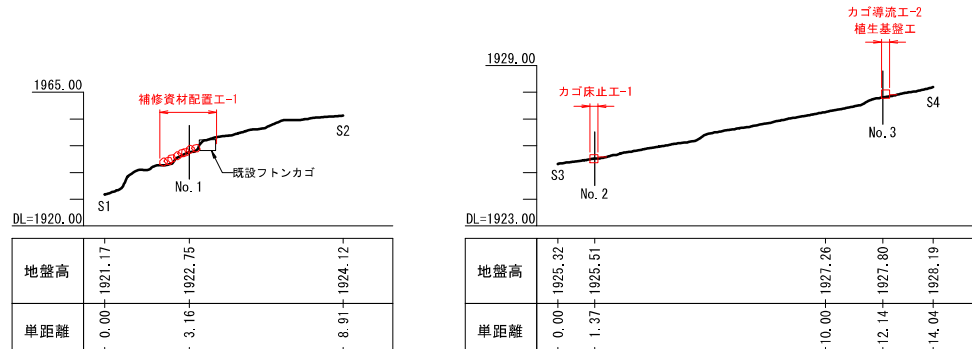 カゴ導流工-2
植生基盤工
1929.00
1965.00
補修資材配置工-1
カゴ床止工-1
S2
S4
No.3
既設フトンカゴ
No.1
S3
No.2
S1
DL=1920.00
DL=1923.00
地盤高
1921.17
1922.75
1924.12
地盤高
1925.32
1925.51
1927.26
1927.80
1928.19
単距離
0.00
3.16
8.91
単距離
0.00
1.37
10.00
12.14
14.04